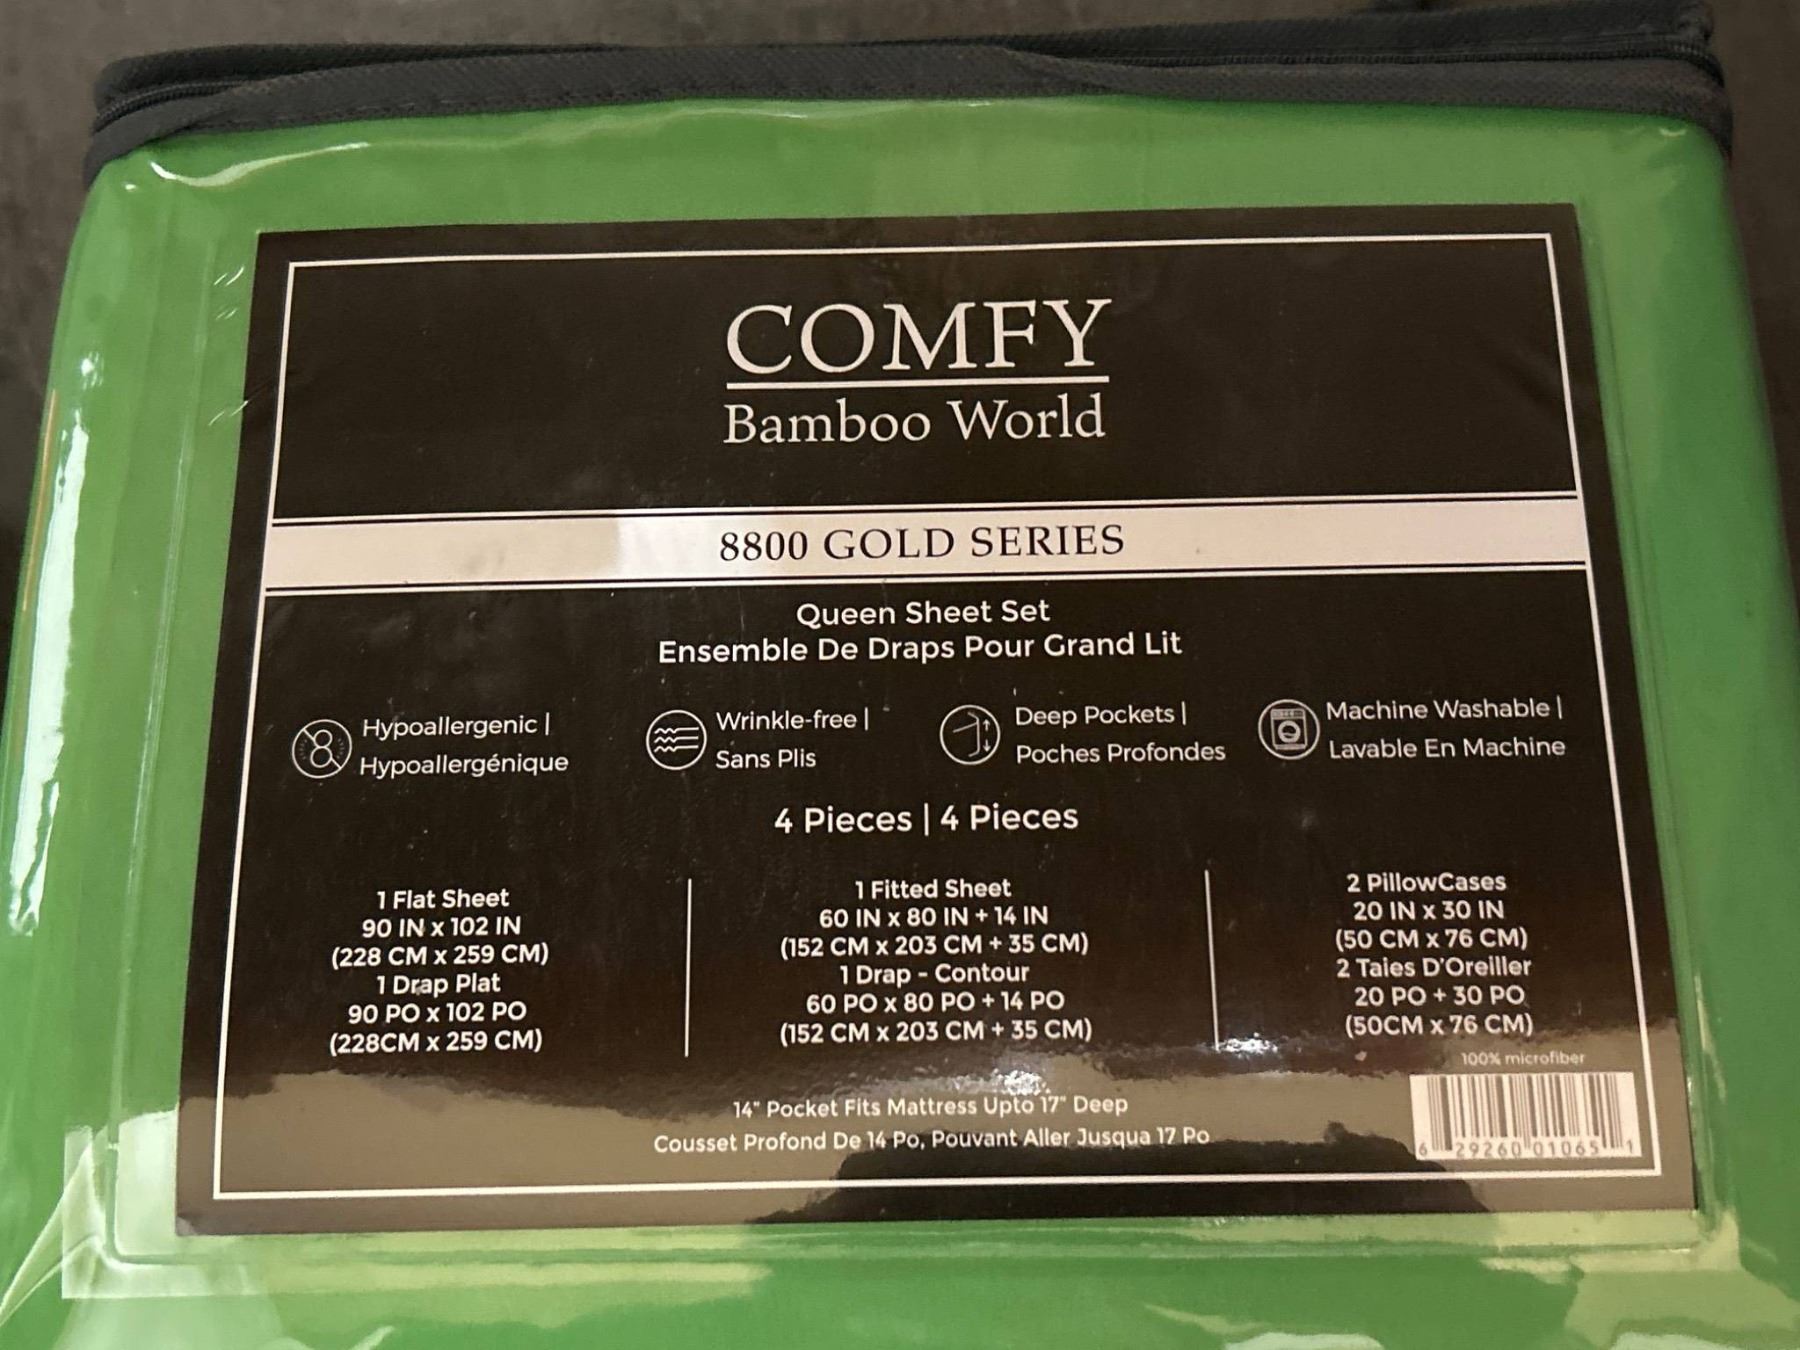 COMFY
Bamboo World
8800 GOLD SERIES
Queen Sheet Set
Ensemble De Draps Pour Grand Lit
Hypoallergenic |
Hypoallergénique
Wrinkle-free |
Sans Plis
Deep Pockets |
Poches Profondes
Machine Washable |
Lavable En Machine
4 Pieces | 4 Pieces
1 Flat Sheet
90 IN x 102 IN
(228 CM x 259 CM)
1 Drap Plat
90 PO x 102 PO
(228CM x 259 CM)
1 Fitted Sheet
60 IN x 80 IN + 14 IN
(152 CM x 203 CM + 35 CM)
1 Drap - Contour
60 PO x 80 PO + 14 PO
(152 CM x 203 CM + 35 CM)
2 PillowCases
20 IN x 30 IN
(50 CM x 76 CM)
2 Taies D'Oreiller
20 PO + 30 PO
(50CM x 76 CM)
100% microfiber
14" Pocket Fits Mattress Upto 17" Deep
Cousset Profond De 14 Po, Pouvant Aller Jusqua 17 Po
6 29260 01065 1